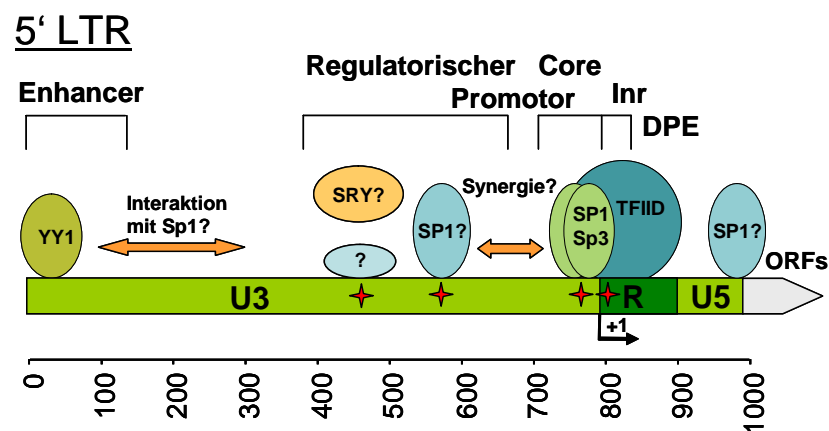 5‘ LTR
Regulatorischer Core
Enhancer
Promotor
Inr
DPE
Interaktion
mit Sp1?
YY1
SRY?
?
SP1?
Synergie?
SP1
Sp3
TFIID
SP1?
ORFs
U3
R
U5
+1
0
100
200
300
400
500
600
700
800
900
1000